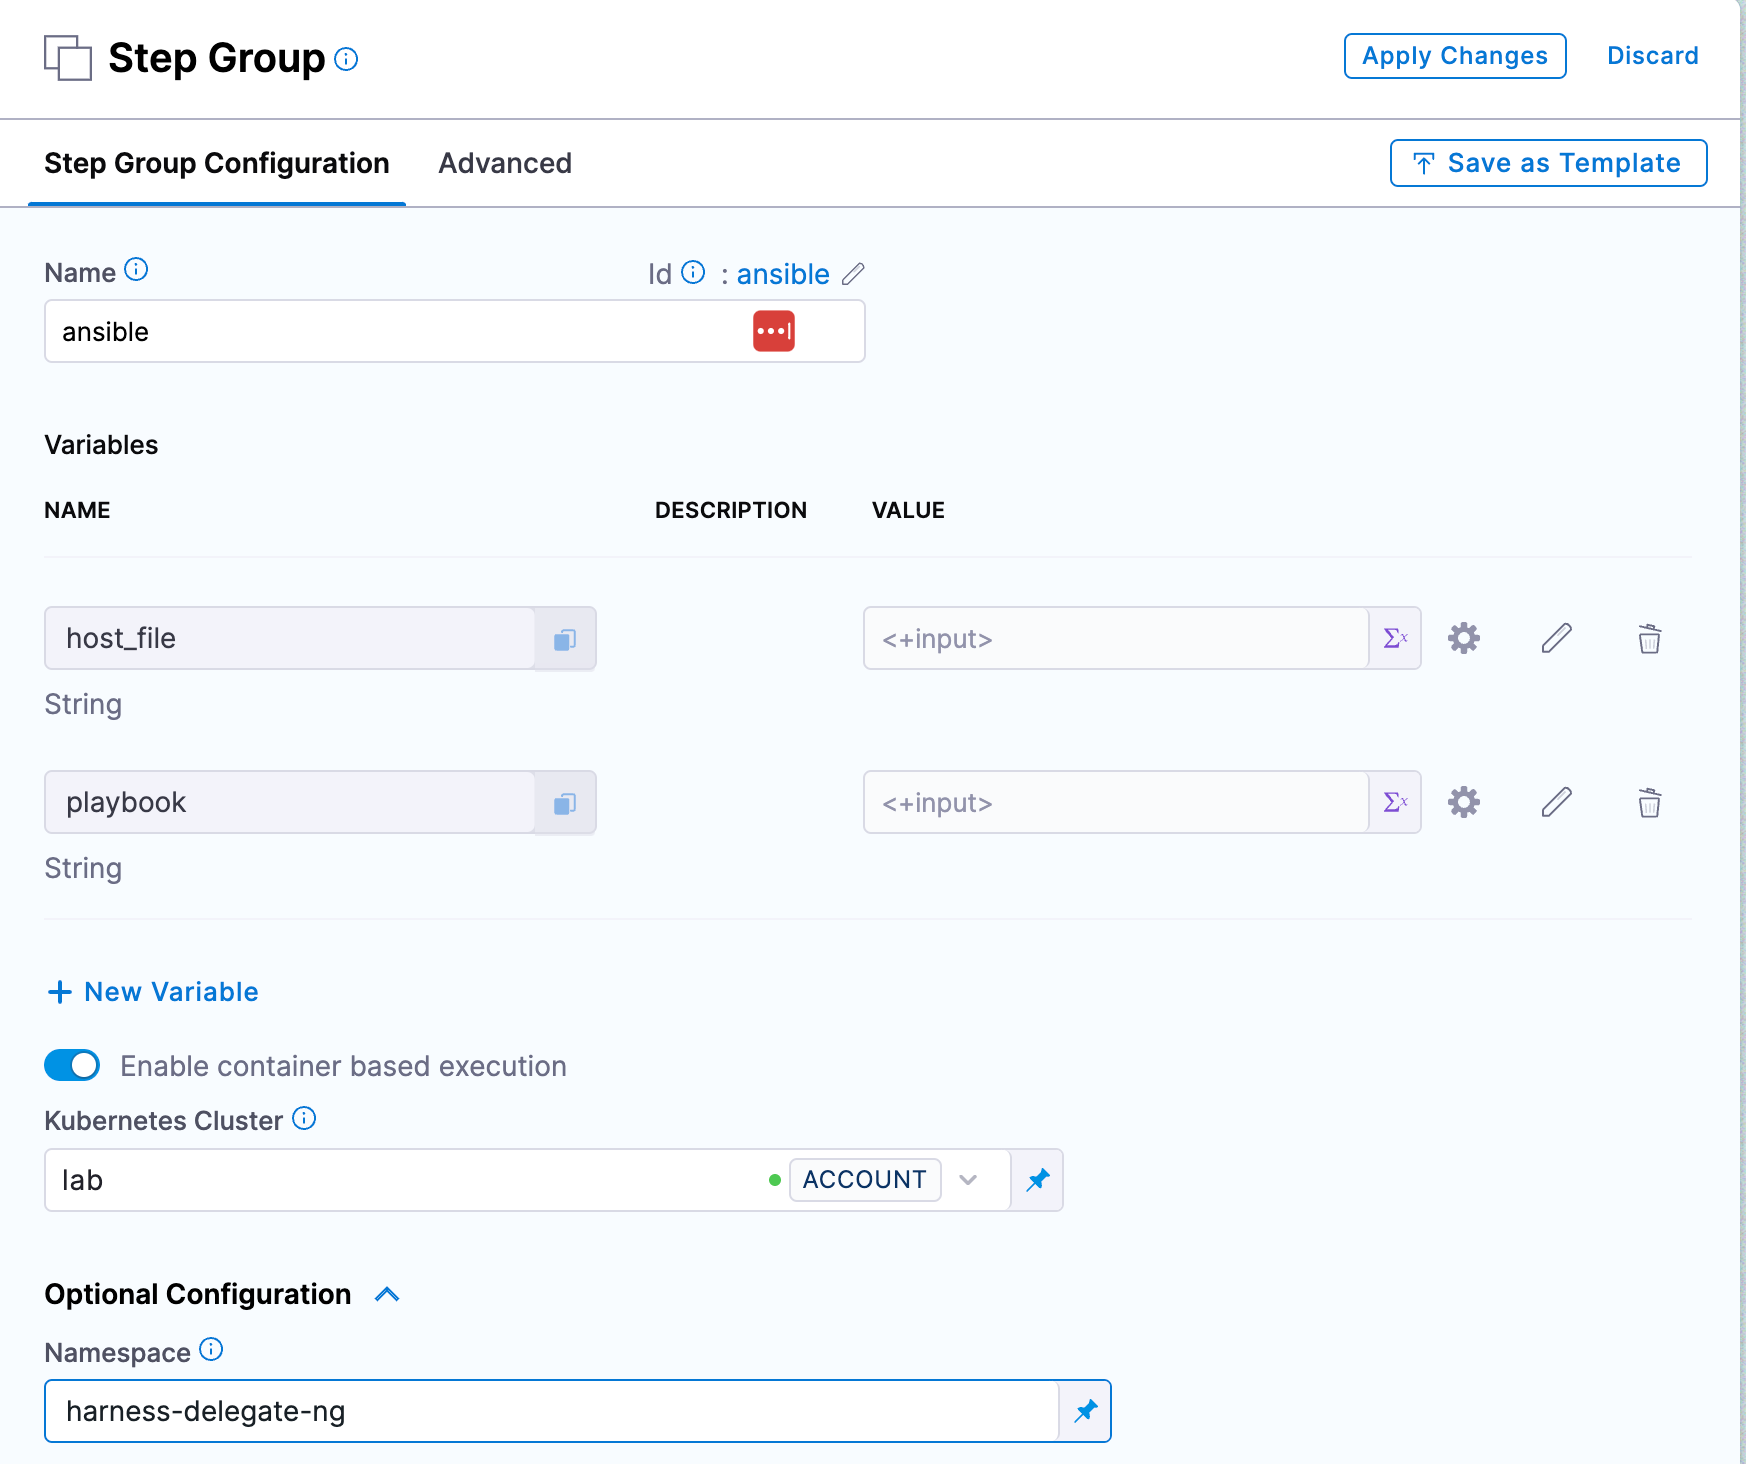 Step Group
Apply Changes
Discard
Step Group Configuration
Advanced
Save as Template
Name
Id : ansible
ansible
Variables
NAME
DESCRIPTION
VALUE
host_file
<+input>
Σx
String
playbook
<+input>
Σx
String
+ New Variable
Enable container based execution
Kubernetes Cluster
lab
ACCOUNT
Optional Configuration
Namespace
harness-delegate-ng